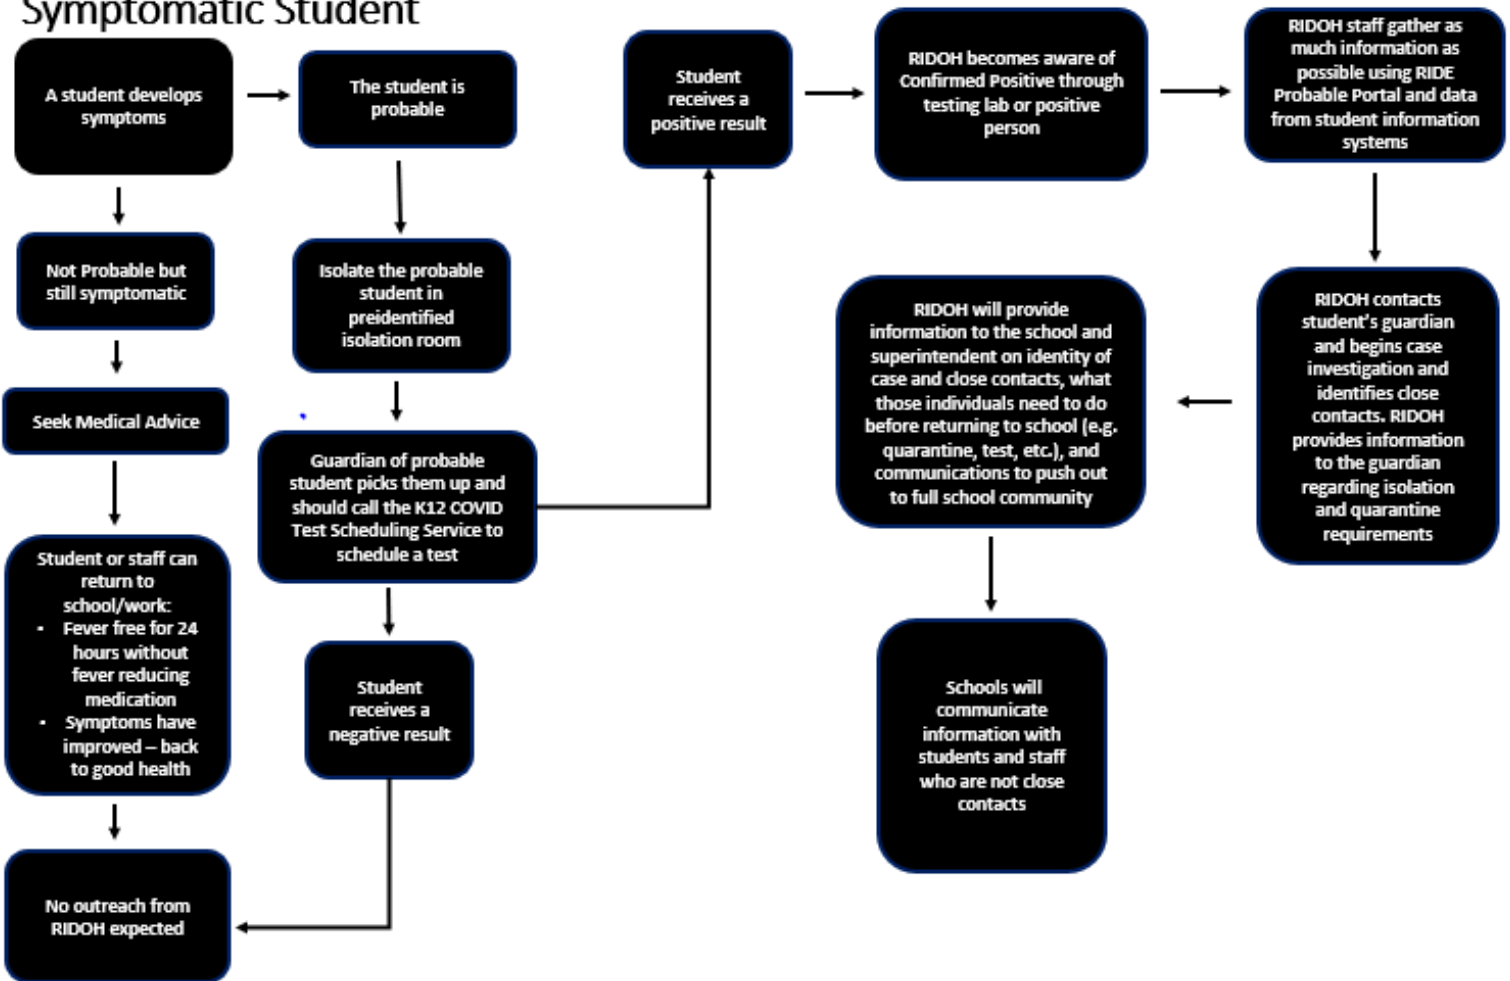 Symptomatic Student
A student develops
symptoms
The student is
probable
Student
receives a
positive result
RIDOH becomes aware of
Confirmed Positive through
testing lab or positive
person
RIDOH staff gather as
much information as
possible using RIDE
Probable Portal and data
from student information
systems
Not Probable but
still symptomatic
Isolate the probable
student in
preidentified
isolation room
RIDOH will provide
information to the school and
superintendent on identity of
case and close contacts, what
those individuals need to do
before returning to school (e.g.
quarantine, test, etc.), and
communications to push out
to full school community
RIDOH contacts
student's guardian
and begins case
investigation and
identifies close
contacts. RIDOH
provides information
to the guardian
regarding isolation
and quarantine
requirements
Seek Medical Advice
Guardian of probable
student picks them up and
should call the K12 COVID
Test Scheduling Service to
schedule a test
Student or staff can
return to
school/work:
• Fever free for 24
hours without
fever reducing
medication
• Symptoms have
improved – back
to good health
Student
receives a
negative result
Schools will
communicate
information with
students and staff
who are not close
contacts
No outreach from
RIDOH expected